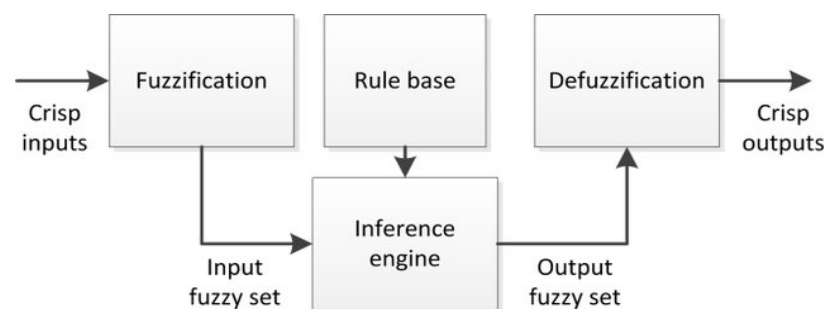 Fuzzification
Rule base
Defuzzification
Crisp
inputs
Crisp
outputs
Inference
engine
Input
fuzzy set
Output
fuzzy set